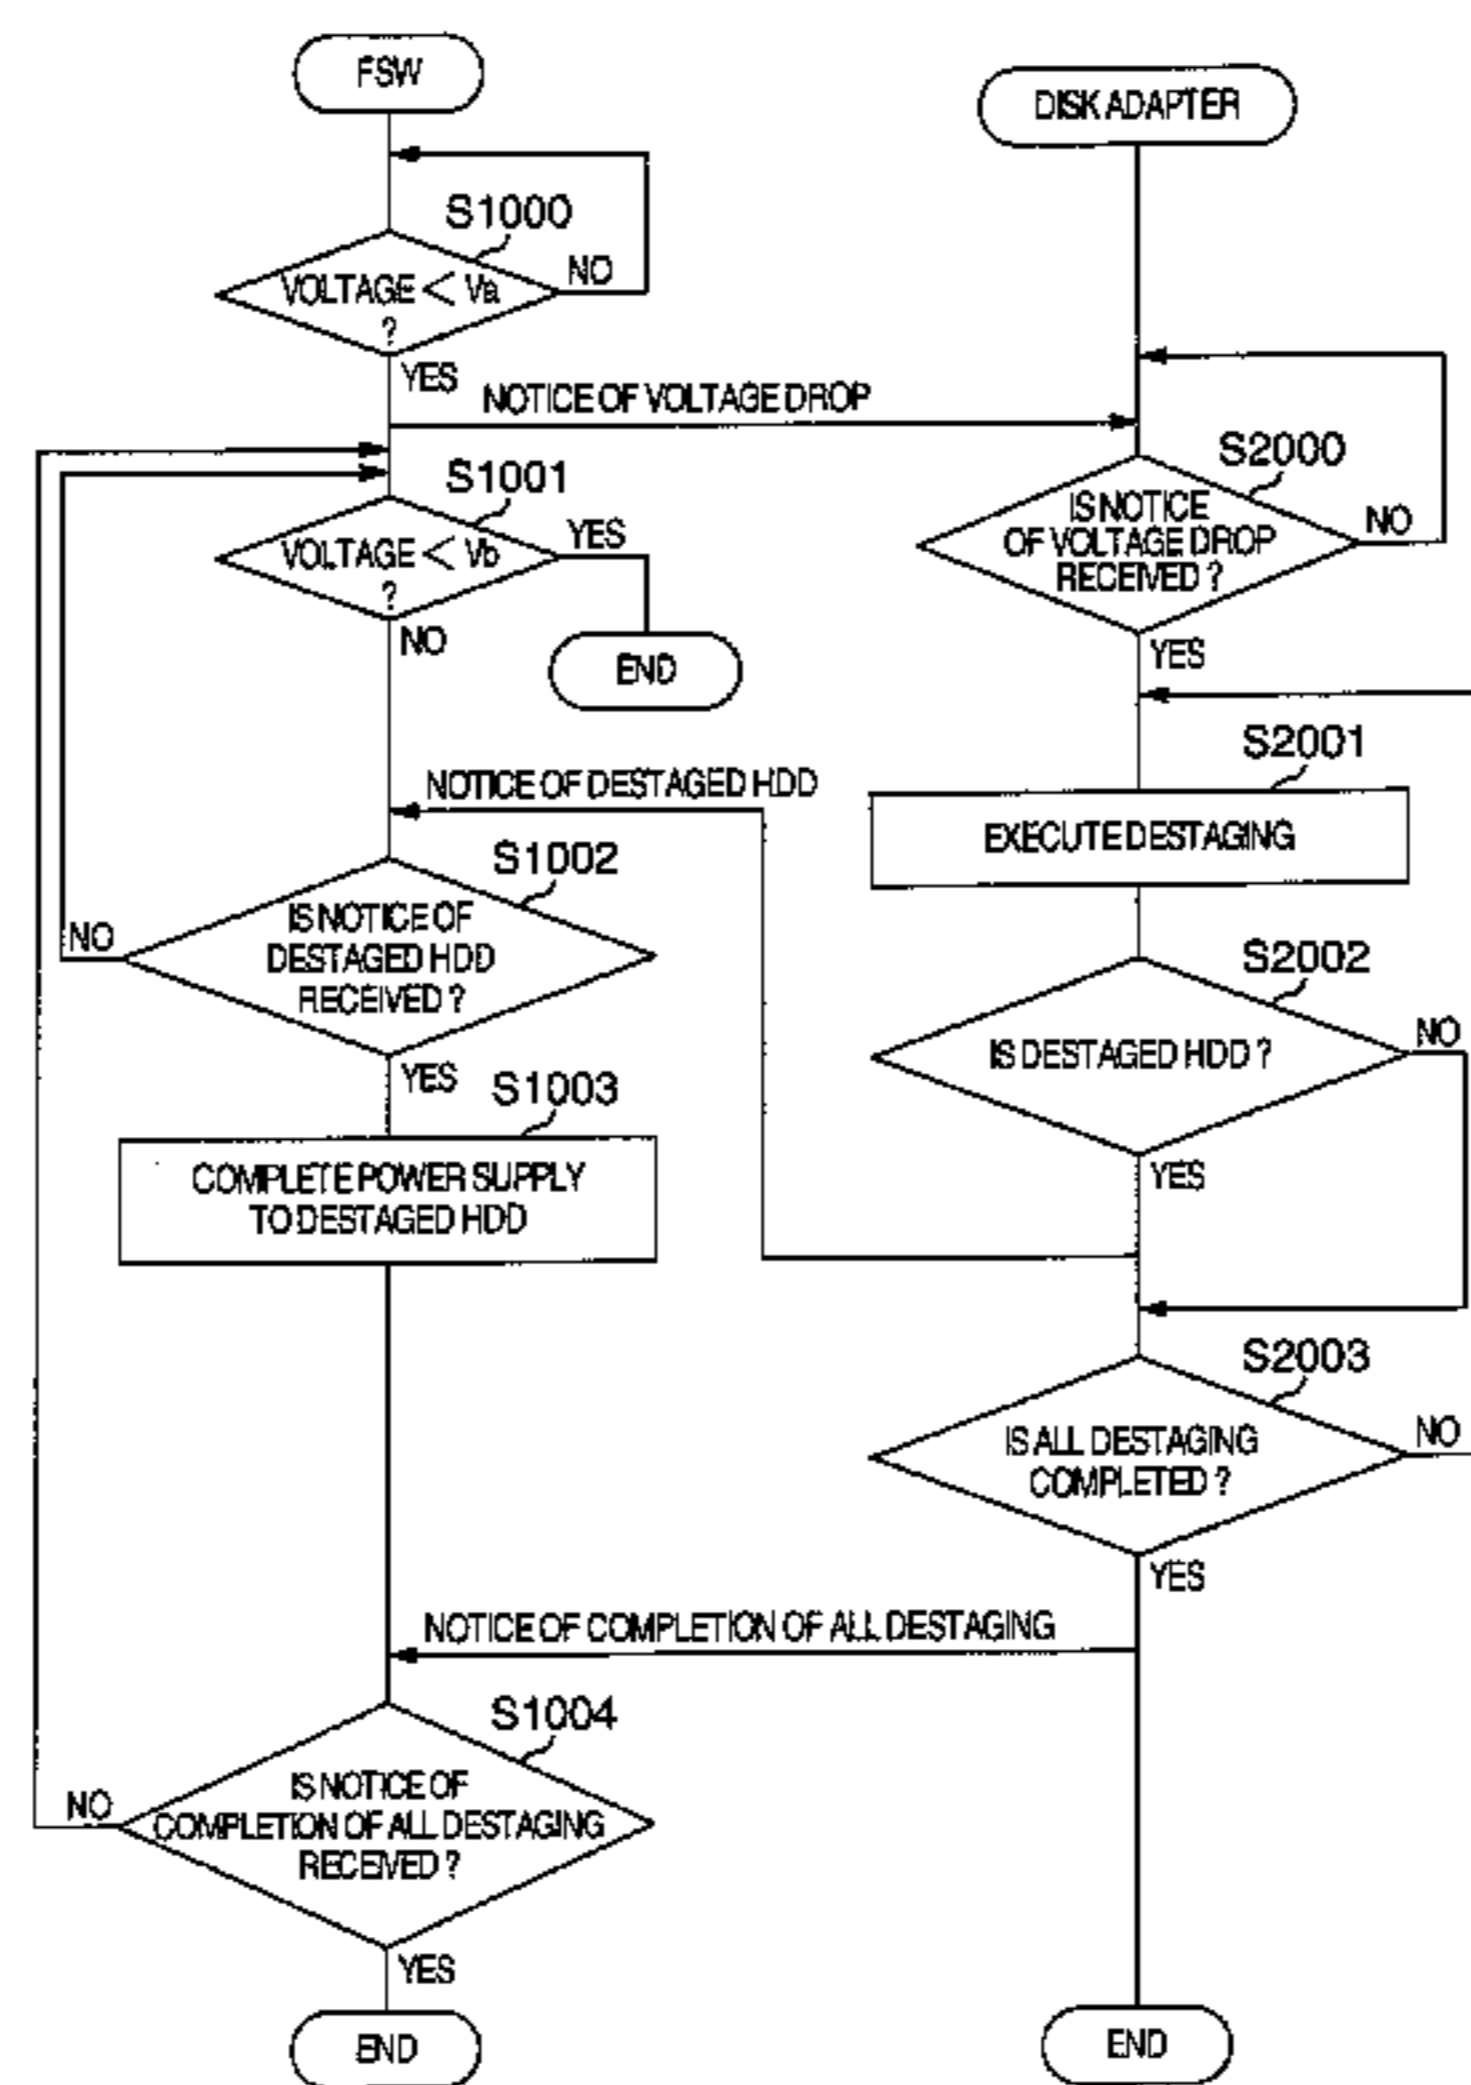 FSW
S1000
VOLTAGE < Va
?
NO
YES
NOTICE OF VOLTAGE DROP
S1001
VOLTAGE < Vb
?
YES
NO
END
NOTICE OF DESTAGED HDD
S1002
IS NOTICE OF
DESTAGED HDD
RECEIVED ?
NO
YES
S1003
COMPLETE POWER SUPPLY
TO DESTAGED HDD
NOTICE OF COMPLETION OF ALL DESTAGING
S1004
IS NOTICE OF
COMPLETION OF ALL DESTAGING
RECEIVED ?
NO
YES
END
DISK ADAPTER
S2000
IS NOTICE
OF VOLTAGE DROP
RECEIVED ?
NO
YES
S2001
EXECUTE DESTAGING
S2002
IS DESTAGED HDD ?
NO
YES
S2003
IS ALL DESTAGING
COMPLETED ?
NO
YES
END